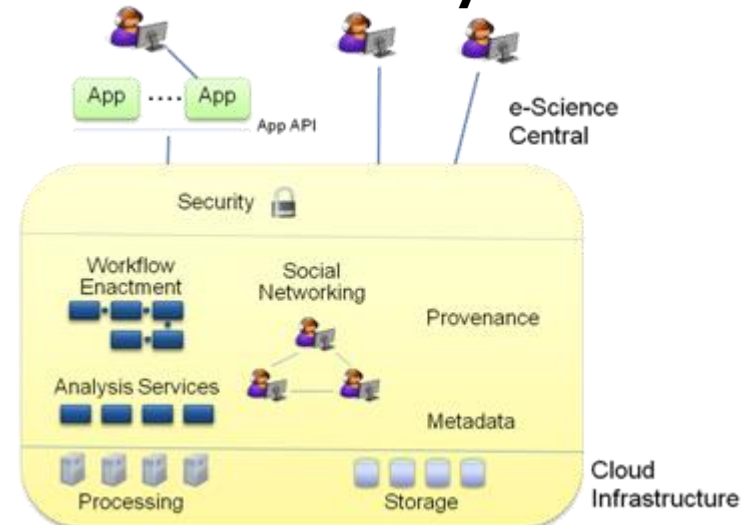 App .... App
App API
e-Science
Central
Security
Workflow
Enactment
Social
Networking
Provenance
Analysis Services
Metadata
Processing
Storage
Cloud
Infrastructure